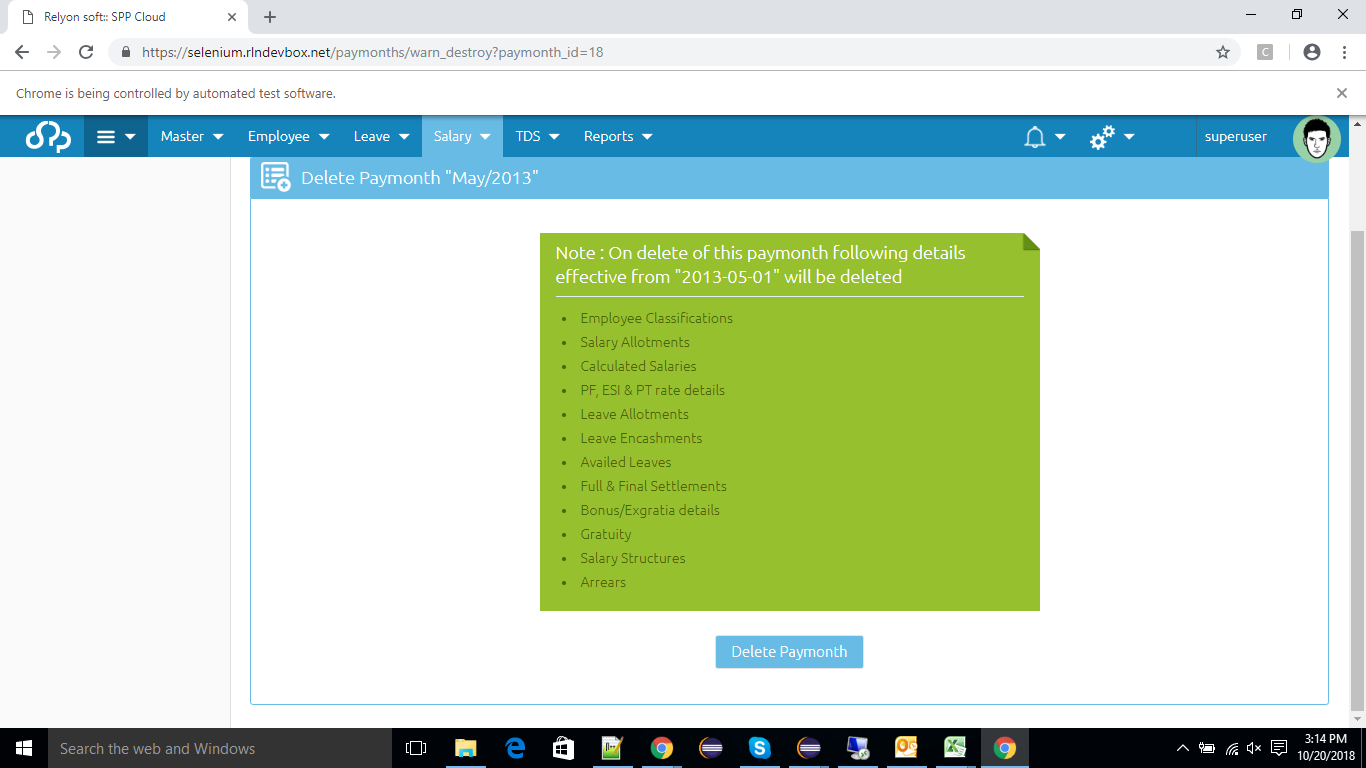 Relyon soft:: SPP Cloud
https://selenium.rlndevbox.net/paymonths/warn_destroy?paymonth_id=18
C
Chrome is being controlled by automated test software.
Master Employee Leave Salary TDS Reports superuser
Delete Paymonth "May/2013"
Note : On delete of this paymonth following details
effective from "2013-05-01" will be deleted
• Employee Classifications
• Salary Allotments
• Calculated Salaries
• PF, ESI & PT rate details
• Leave Allotments
• Leave Encashments
• Availed Leaves
• Full & Final Settlements
• Bonus/Exgratia details
• Gratuity
• Salary Structures
• Arrears
Delete Paymonth
Search the web and Windows
3:14 PM
10/20/2018